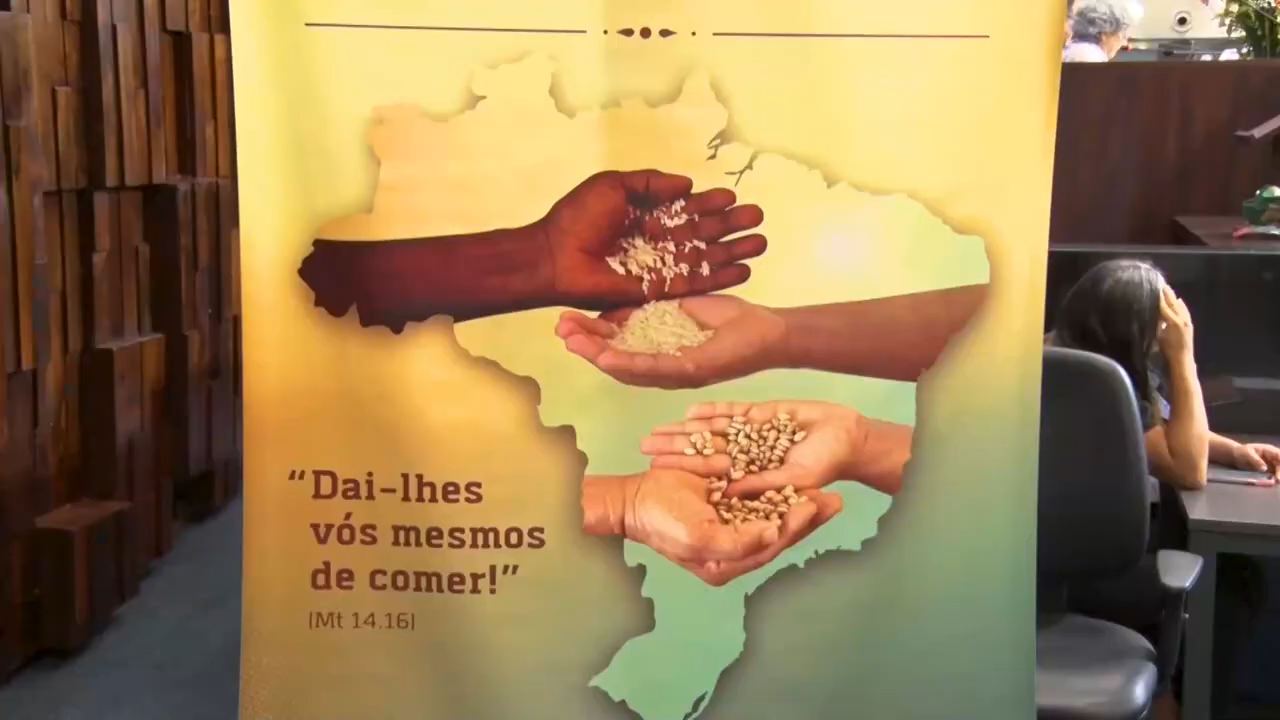 “Dai-lhes
vós mesmos
de comer!”
(Mt 14,16)